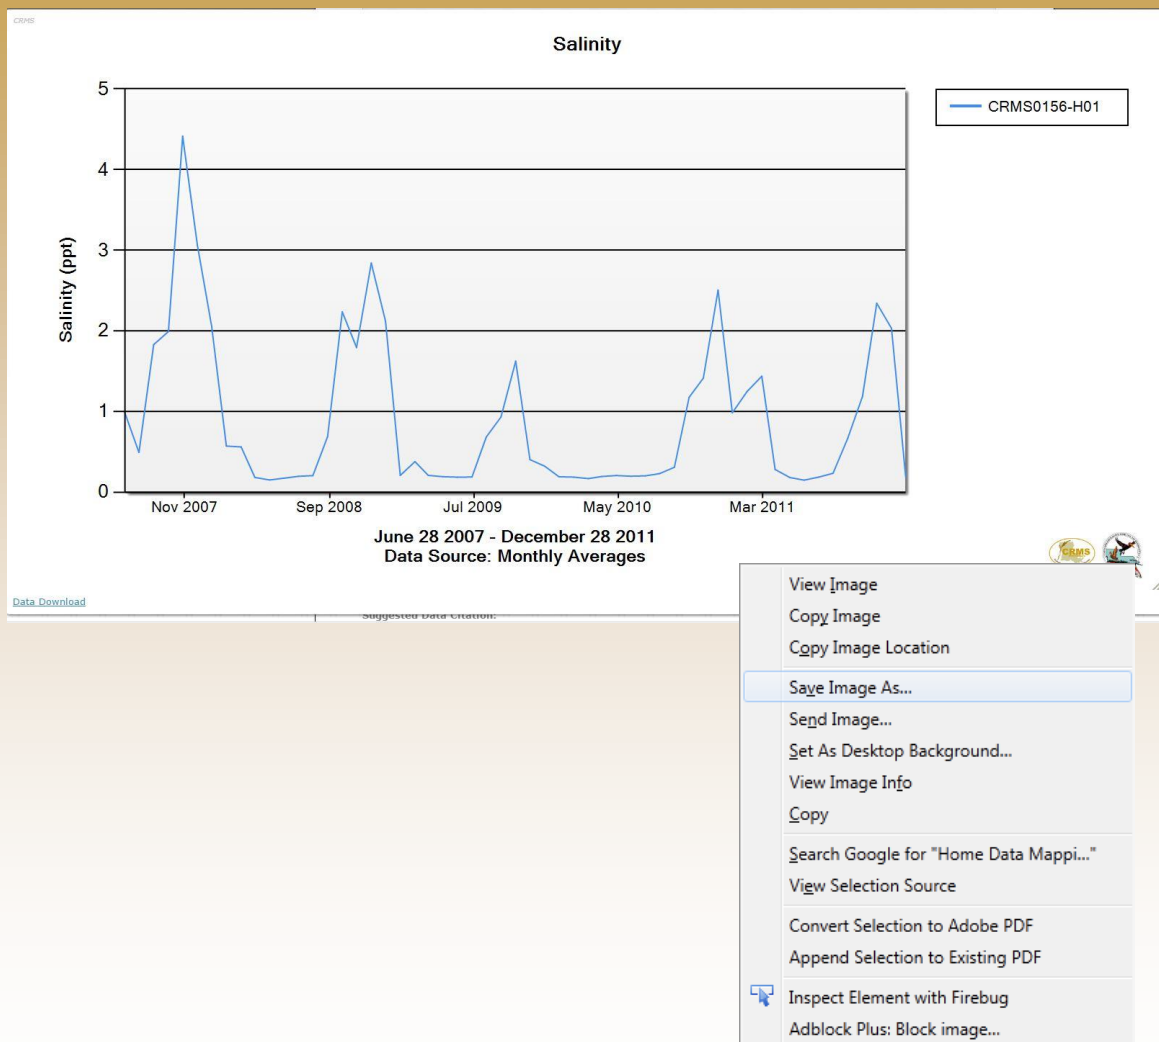 CRMS
Salinity
5
4
3
2
1
0
Salinity (ppt)
CRMS0156-H01
Nov 2007 Sep 2008 Jul 2009 May 2010 Mar 2011
June 28 2007 - December 28 2011
Data Source: Monthly Averages
CRMS
Data Download
Suggested Data Citation:
View Image
Copy Image
Copy Image Location
Save Image As...
Send Image...
Set As Desktop Background...
View Image Info
Copy
Search Google for "Home Data Mappi..."
View Selection Source
Convert Selection to Adobe PDF
Append Selection to Existing PDF
Inspect Element with Firebug
Adblock Plus: Block image...